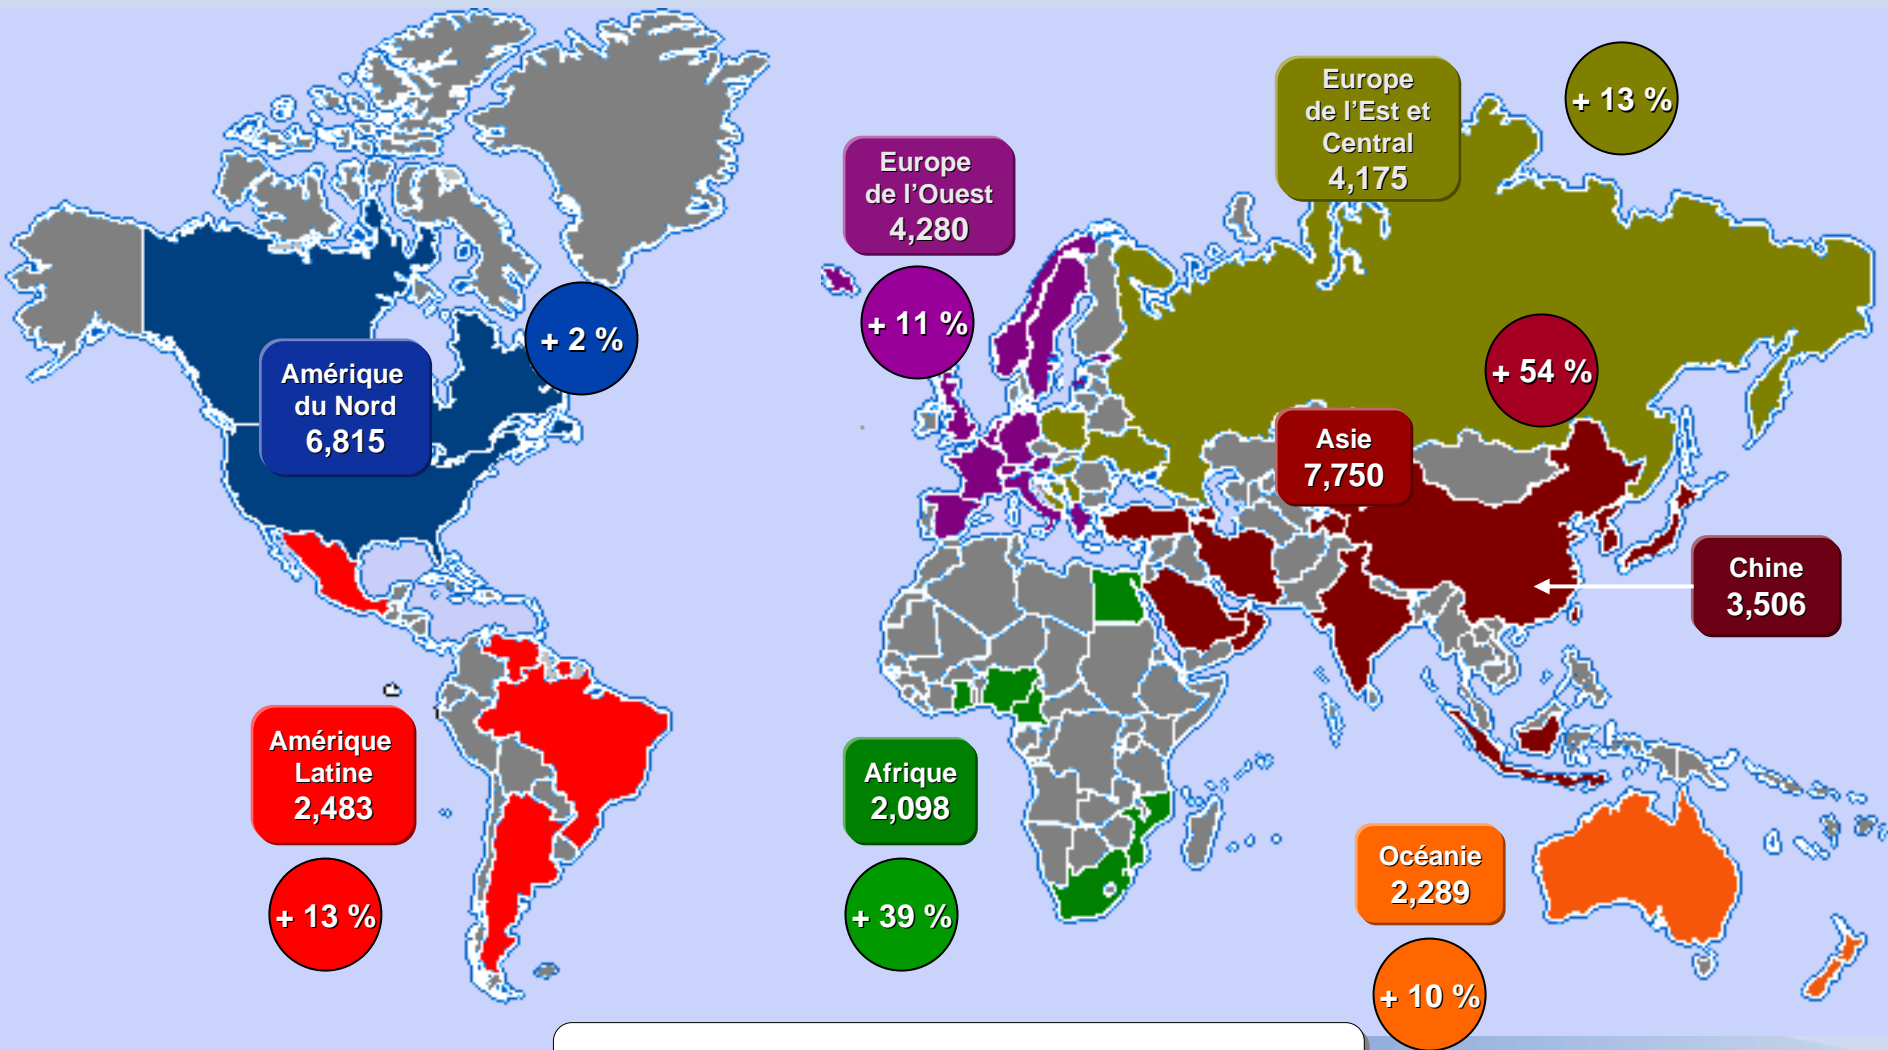 Europe
de l’Est et
Central
4,175
+ 13 %
Europe
de l’Ouest
4,280
+ 11 %
+ 2 %
Amérique
du Nord
6,815
+ 54 %
Asie
7,750
Chine
3,506
Amérique
Latine
2,483
+ 13 %
Afrique
2,098
+ 39 %
Océanie
2,289
+ 10 %